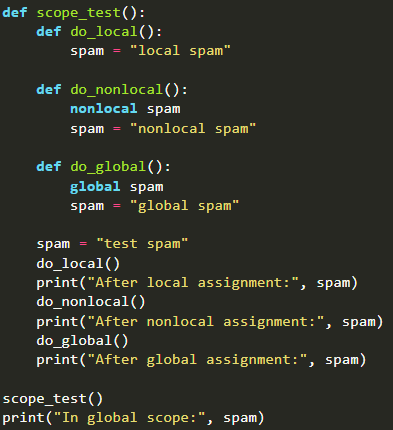 def scope_test():
    def do_local():
        spam = "local spam"

    def do_nonlocal():
        nonlocal spam
        spam = "nonlocal spam"

    def do_global():
        global spam
        spam = "global spam"

    spam = "test spam"
    do_local()
    print("After local assignment:", spam)
    do_nonlocal()
    print("After nonlocal assignment:", spam)
    do_global()
    print("After global assignment:", spam)

scope_test()
print("In global scope:", spam)